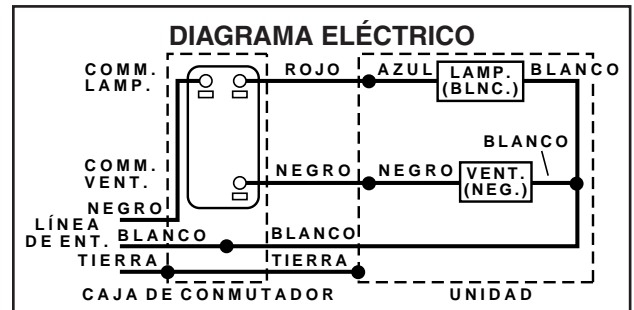 DIAGRAMA ELÉCTRICO
COMM. LAMP.
ROJO
AZUL
LAMP. (BLNC.)
BLANCO
BLANCO
COMM. VENT.
NEGRO
NEGRO
VENT. (NEG.)
NEGRO
LÍNEA DE ENT.
BLANCO
BLANCO
TIERRA
TIERRA
CAJA DE CONMUTADOR
UNIDAD